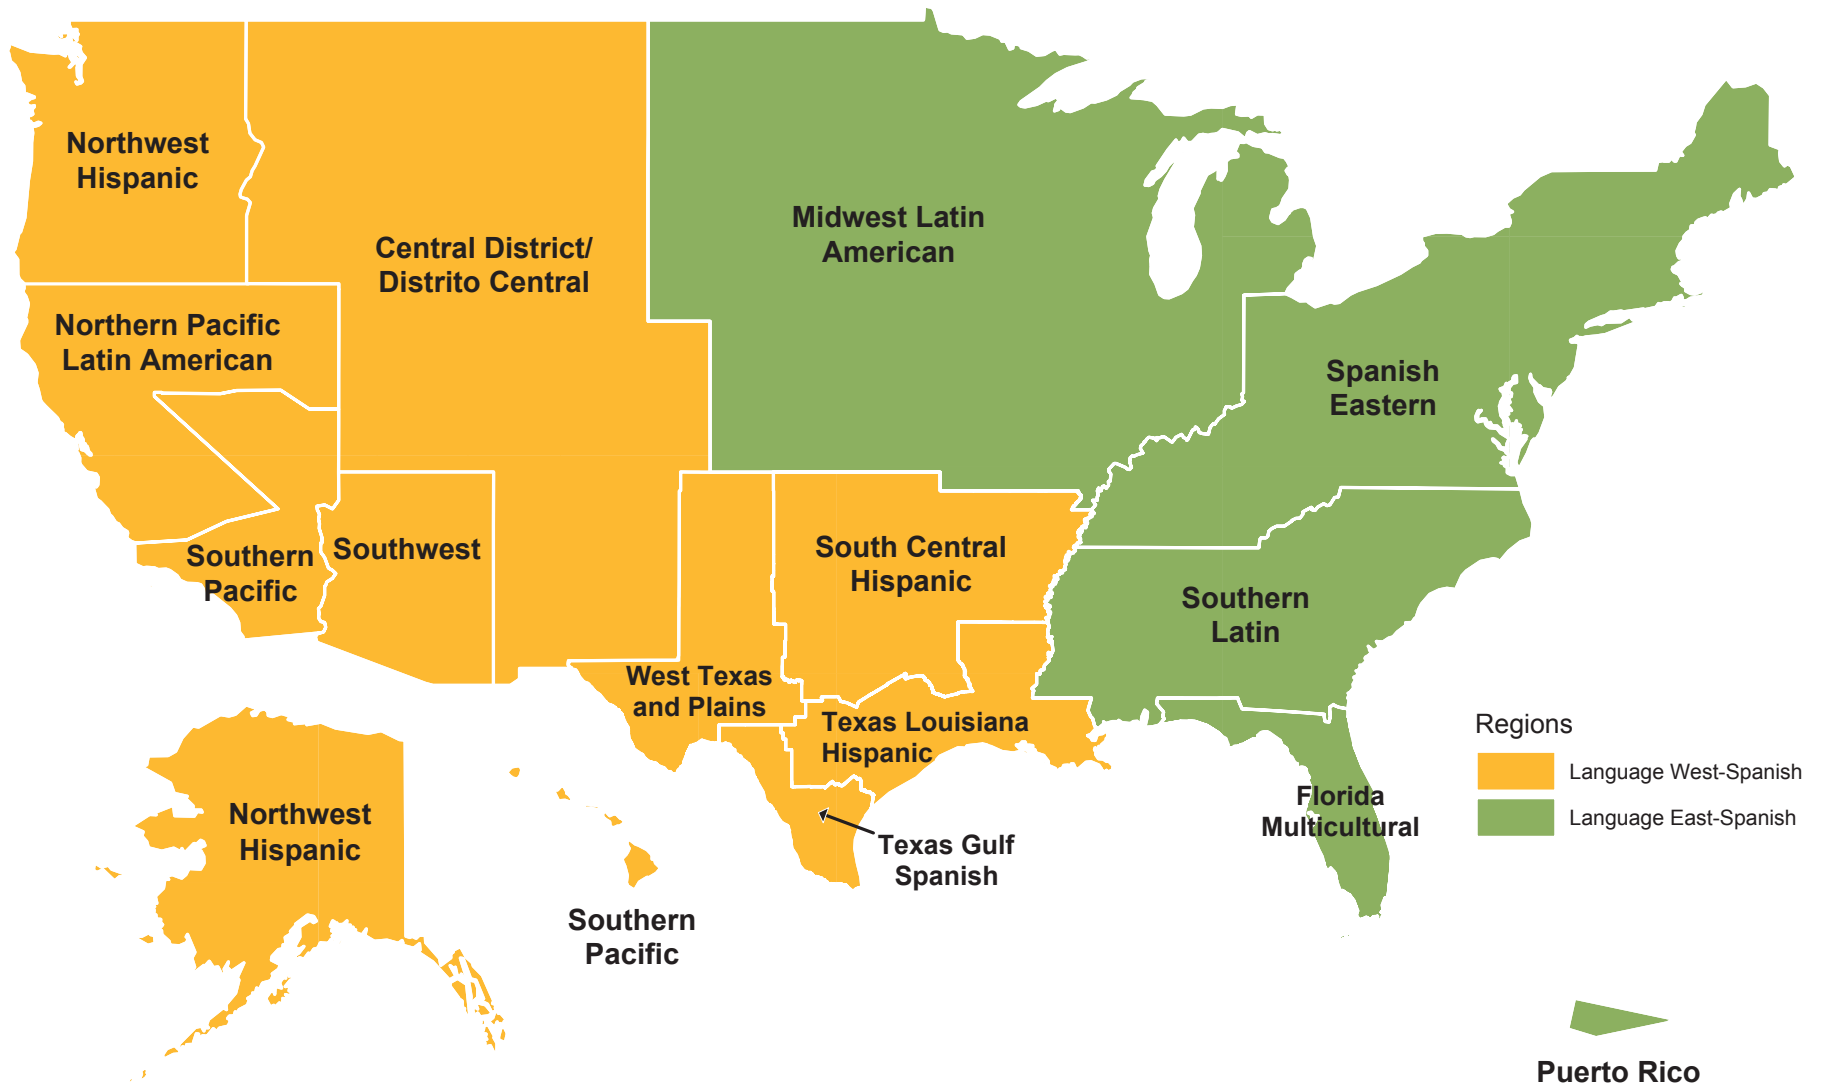 Northwest
Hispanic
Central District/
Distrito Central
Midwest Latin
American
Northern Pacific
Latin American
Spanish
Eastern
Southern
Pacific
Southwest
South Central
Hispanic
Southern
Latin
West Texas
and Plains
Texas Louisiana
Hispanic
Regions
Language West-Spanish
Language East-Spanish
Northwest
Hispanic
Florida
Multicultural
Texas Gulf
Spanish
Southern
Pacific
Puerto Rico